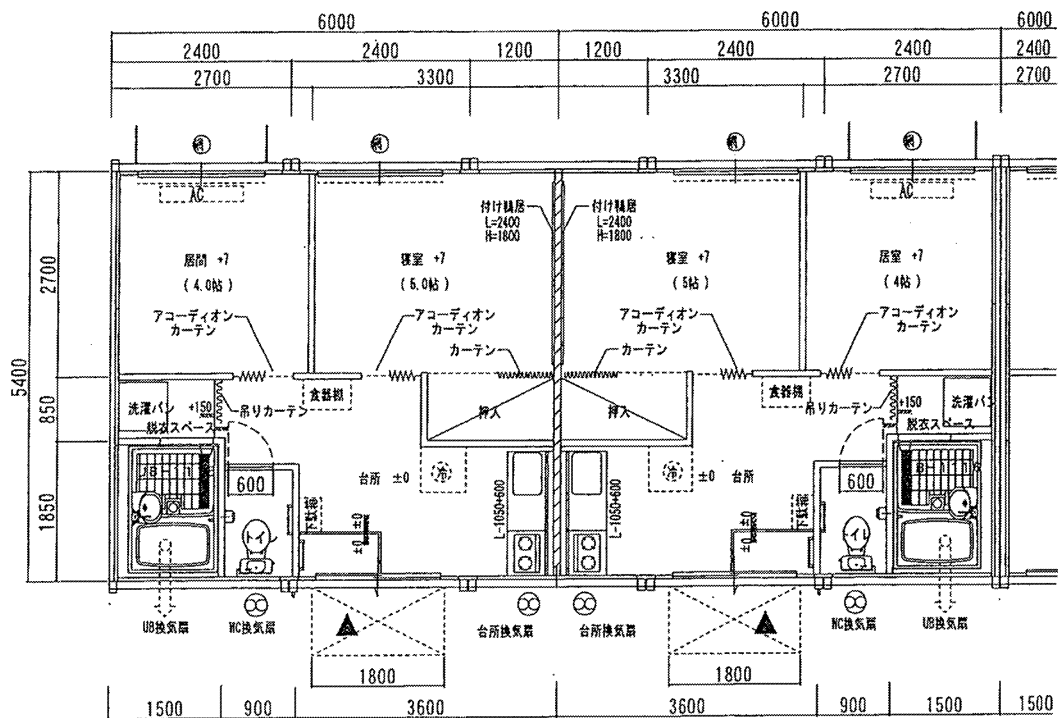 6000 6000 6000
2400 2400 1200 1200 2400 2400 2400
2700 3300 3300 2700 2700
網 網 網 網
AC AC
付け鴨居 付け鴨居
L=2400 L=2400
H=1800 H=1800
居間 +7 寝室 +7 寝室 +7 居室 +7
(4.0帖) (5.0帖) (5帖) (4帖)
アコーディオン アコーディオン アコーディオン アコーディオン
カーテン カーテン カーテン カーテン
カーテン カーテン
5400
2700
850
1850
食器棚 食器棚
洗濯パン +150 吊りカーテン 押入 押入 吊りカーテン +150 洗濯パン
脱衣スペース 脱衣スペース
600 台所 ±0 冷 冷 ±0 台所 600
L-1050+600 L-1050+600
下駄箱 ±0 ±0 ±0 ±0 下駄箱
トイレ トイレ
UB換気扇 WC換気扇 台所換気扇 台所換気扇 WC換気扇 UB換気扇
1800 1800
1500 900 3600 3600 900 1500 1500